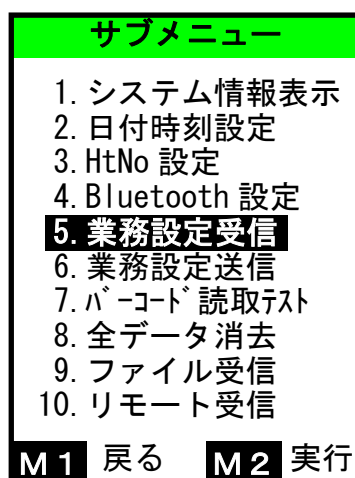 サブメニュー
1. システム情報表示
2. 日付時刻設定
3. HtNo 設定
4. Bluetooth 設定
5. 業務設定受信
6. 業務設定送信
7. ﾊﾞｰｺｰﾄﾞ読取ﾃｽﾄ
8. 全データ消去
9. ファイル受信
10. リモート受信
M1 戻る M2 実行